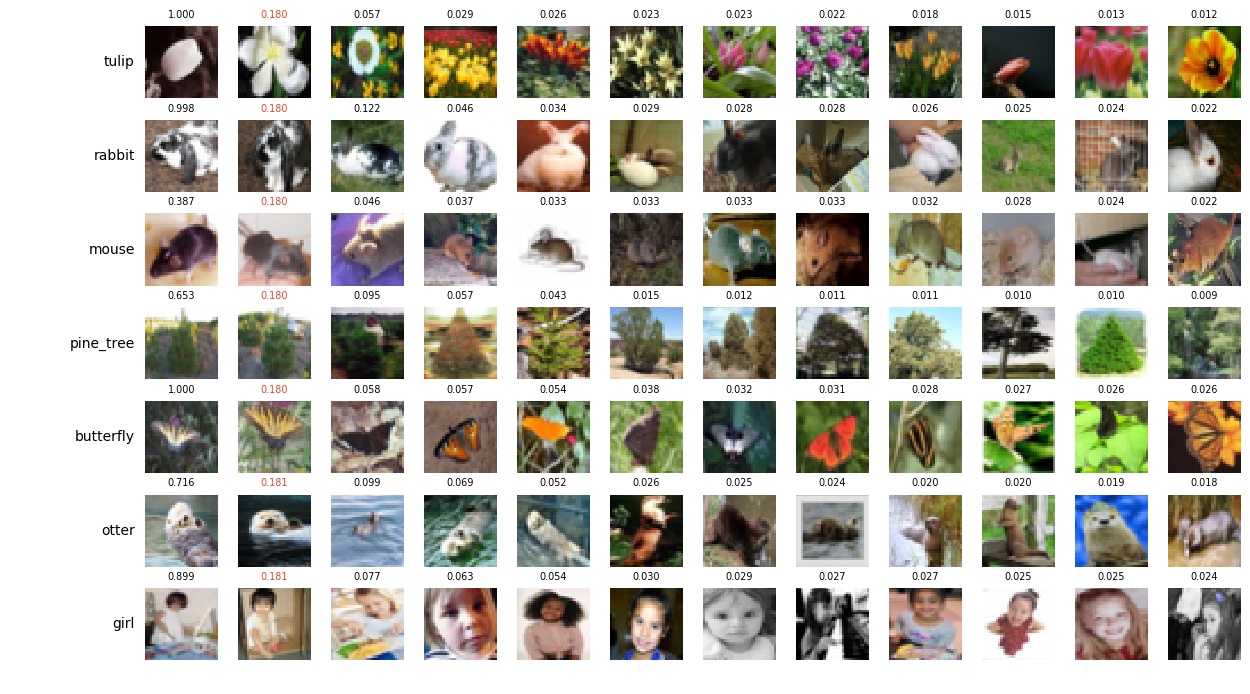 1.000 0.180 0.057 0.029 0.026 0.023 0.023 0.022 0.018 0.015 0.013 0.012
tulip
0.998 0.180 0.122 0.046 0.034 0.029 0.028 0.028 0.026 0.025 0.024 0.022
rabbit
0.387 0.180 0.046 0.037 0.033 0.033 0.033 0.033 0.032 0.028 0.024 0.022
mouse
0.653 0.180 0.095 0.057 0.043 0.015 0.012 0.011 0.011 0.010 0.010 0.009
pine_tree
1.000 0.180 0.058 0.057 0.054 0.038 0.032 0.031 0.028 0.027 0.026 0.026
butterfly
0.716 0.181 0.099 0.069 0.052 0.026 0.025 0.024 0.020 0.020 0.019 0.018
otter
0.899 0.181 0.077 0.063 0.054 0.030 0.029 0.027 0.027 0.025 0.025 0.024
girl